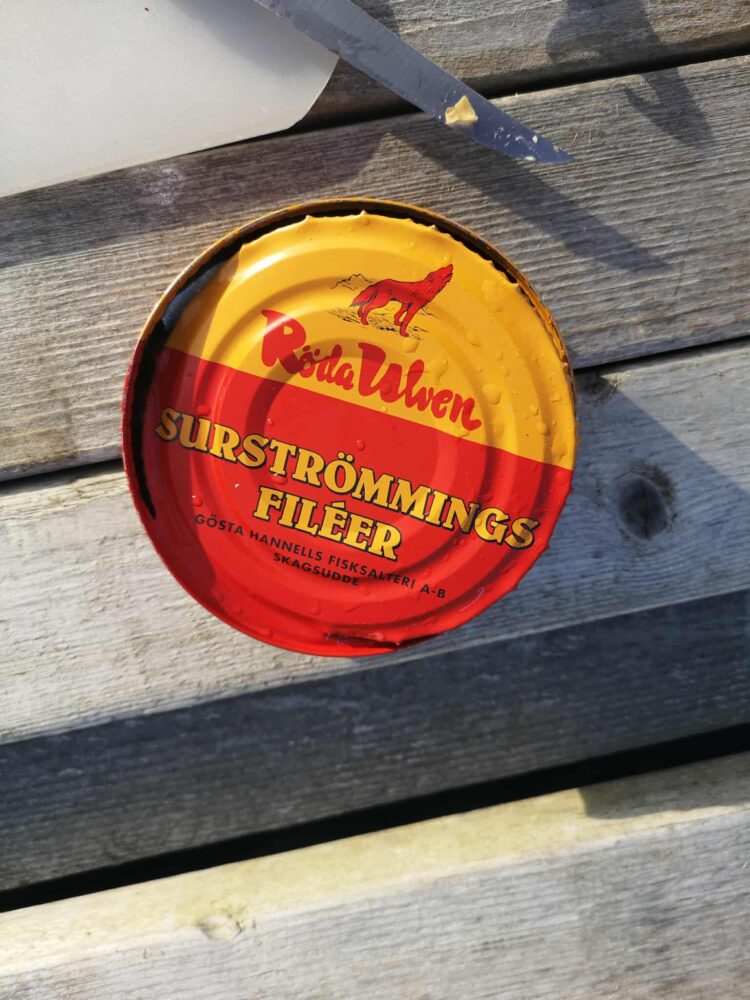 Röda Ulven
SURSTRÖMMINGS
FILÉER
GÖSTA HANNELLS FISKSALTERI A-B
SKAGSUDDE